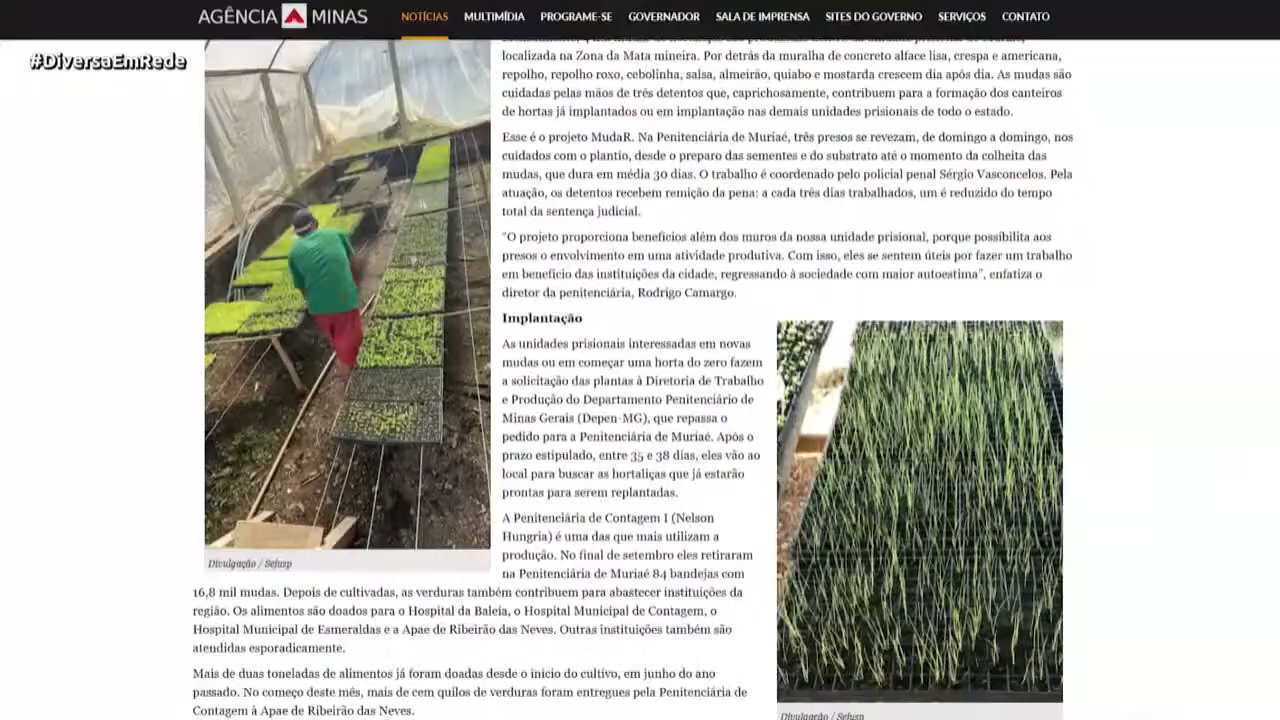 AGÊNCIA MINAS
NOTÍCIAS MULTIMÍDIA PROGRAME-SE GOVERNADOR SALA DE IMPRENSA SITES DO GOVERNO SERVIÇOS CONTATO
#DiversaEmRede
localizada na Zona da Mata mineira. Por detrás da muralha de concreto alface lisa, crespa e americana,
repolho, repolho roxo, cebolinha, salsa, almeirão, quiabo e mostarda crescem dia após dia. As mudas são
cuidadas pelas mãos de três detentos que, caprichosamente, contribuem para a formação dos canteiros
de hortas já implantados ou em implantação nas demais unidades prisionais de todo o estado.
Esse é o projeto MudaR. Na Penitenciária de Muriaé, três presos se revezam, de domingo a domingo, nos
cuidados com o plantio, desde o preparo das sementes e do substrato até o momento da colheita das
mudas, que dura em média 30 dias. O trabalho é coordenado pelo policial penal Sérgio Vasconcelos. Pela
atuação, os detentos recebem remição da pena: a cada três dias trabalhados, um é reduzido do tempo
total da sentença judicial.
"O projeto proporciona benefícios além dos muros da nossa unidade prisional, porque possibilita aos
presos o envolvimento em uma atividade produtiva. Com isso, eles se sentem úteis por fazer um trabalho
em benefício das instituições da cidade, regressando à sociedade com maior autoestima", enfatiza o
diretor da penitenciária, Rodrigo Camargo.
Implantação
As unidades prisionais interessadas em novas
mudas ou em começar uma horta do zero fazem
a solicitação das plantas à Diretoria de Trabalho
e Produção do Departamento Penitenciário de
Minas Gerais (Depen-MG), que repassa o
pedido para a Penitenciária de Muriaé. Após o
prazo estipulado, entre 35 e 38 dias, eles vão ao
local para buscar as hortaliças que já estarão
prontas para serem replantadas.
A Penitenciária de Contagem I (Nelson
Hungria) é uma das que mais utilizam a
produção. No final de setembro eles retiraram
na Penitenciária de Muriaé 84 bandejas com
16,8 mil mudas. Depois de cultivadas, as verduras também contribuem para abastecer instituições da
região. Os alimentos são doados para o Hospital da Baleia, o Hospital Municipal de Contagem, o
Hospital Municipal de Esmeraldas e a Apae de Ribeirão das Neves. Outras instituições também são
atendidas esporadicamente.
Mais de duas toneladas de alimentos já foram doadas desde o início do cultivo, em junho do ano
passado. No começo deste mês, mais de cem quilos de verduras foram entregues pela Penitenciária de
Contagem à Apae de Ribeirão das Neves.
Divulgação / Sejusp
Divulgação / Sejusp